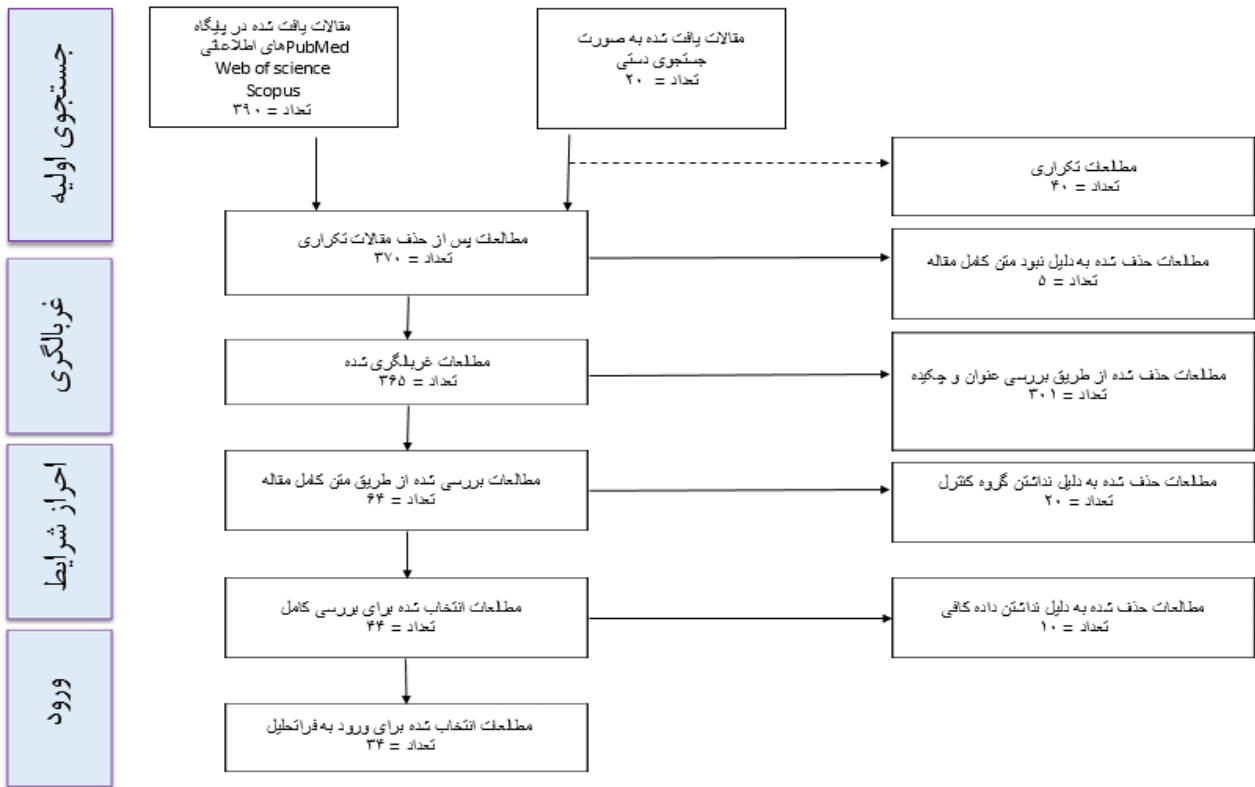 جستجوی اولیه
مقالات یافت شده در پایگاه
های اطلاعاتیPubMed
Web of science
Scopus
تعداد = ۳۹۰
مقالات یافت شده به صورت
جستجوی دستی
تعداد = ۲۰
مطالعات تکراری
تعداد = ۴۰
مطالعات پس از حذف مقالات تکراری
تعداد = ۳۷۰
مطالعات حذف شده به دلیل نبود متن کامل مقاله
تعداد = ۵
غربالگری
مطالعات غربالگری شده
تعداد = ۳۶۵
مطالعات حذف شده از طریق بررسی عنوان و چکیده
تعداد = ۳۰۱
احراز شرایط
مطالعات بررسی شده از طریق متن کامل مقاله
تعداد = ۶۴
مطالعات حذف شده به دلیل نداشتن گروه کنترل
تعداد = ۲۰
مطالعات انتخاب شده برای بررسی کامل
تعداد = ۴۴
مطالعات حذف شده به دلیل نداشتن داده کافی
تعداد = ۱۰
ورود
مطالعات انتخاب شده برای ورود به فراتحلیل
تعداد = ۳۴